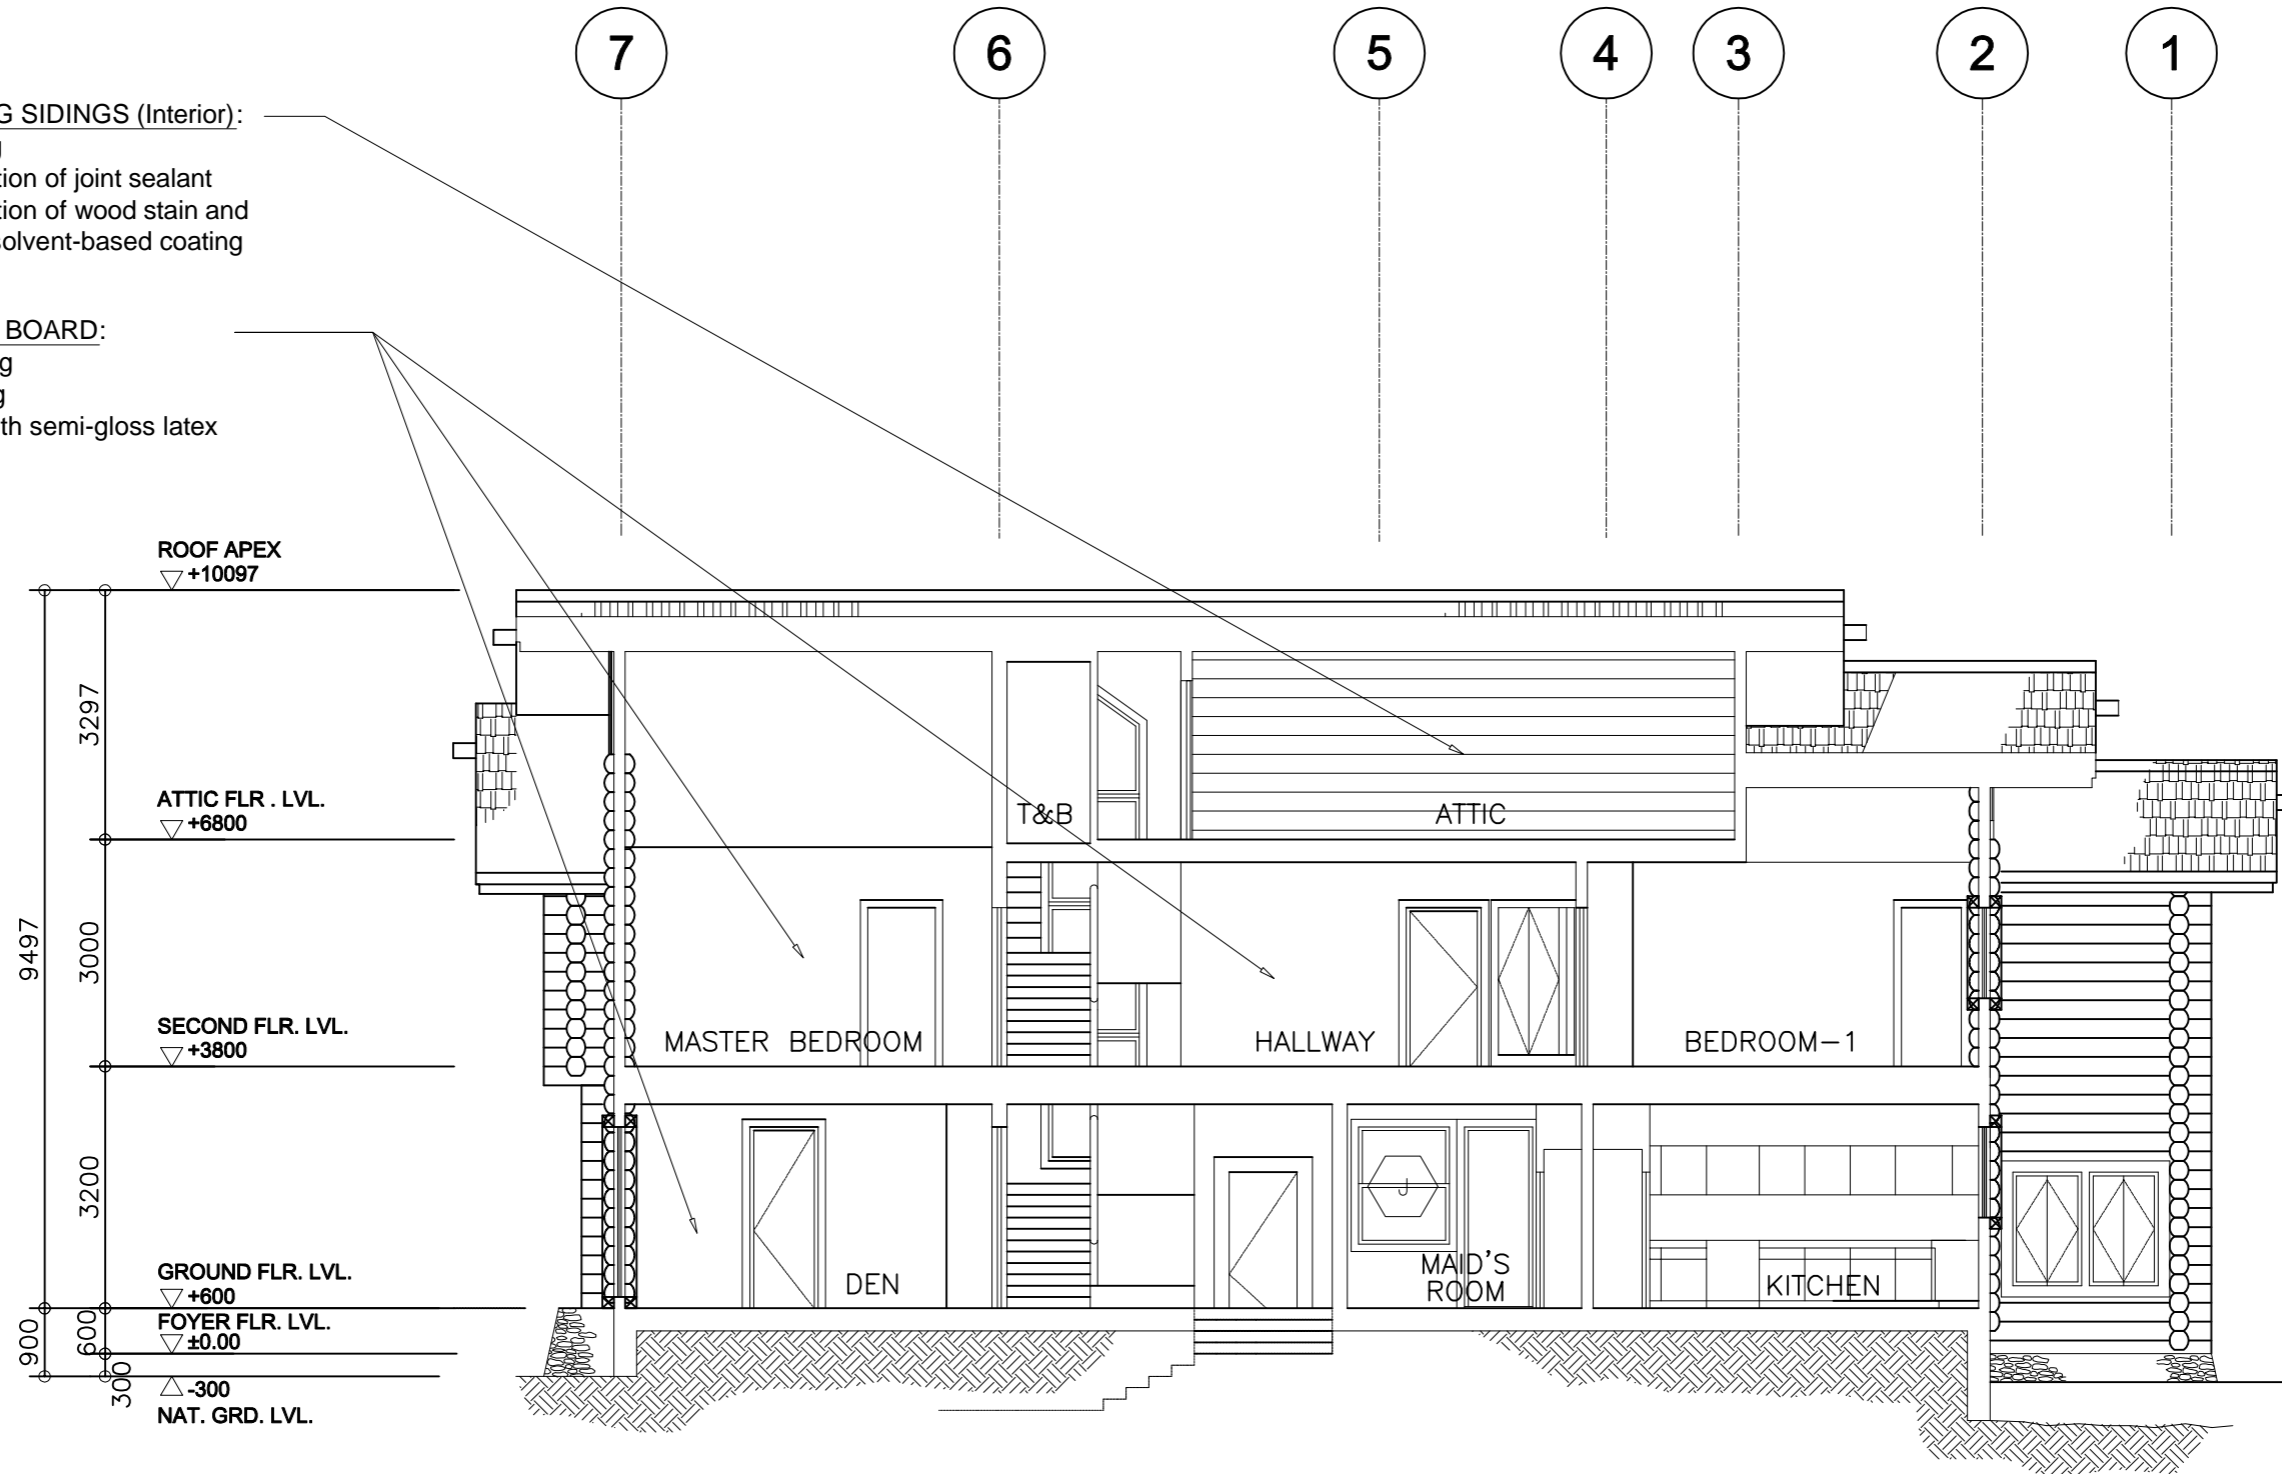 7
6
5
4
3
2
1
G SIDINGS (Interior):
tion of joint sealant
tion of wood stain and
solvent-based coating
BOARD:
g
g
th semi-gloss latex
ROOF APEX
+10097
3297
ATTIC FLR . LVL.
+6800
T&B
ATTIC
9497
3000
SECOND FLR. LVL.
+3800
MASTER BEDROOM
HALLWAY
BEDROOM-1
3200
GROUND FLR. LVL.
+600
DEN
MAID'S
ROOM
KITCHEN
900
600
FOYER FLR. LVL.
±0.00
300
-300
NAT. GRD. LVL.